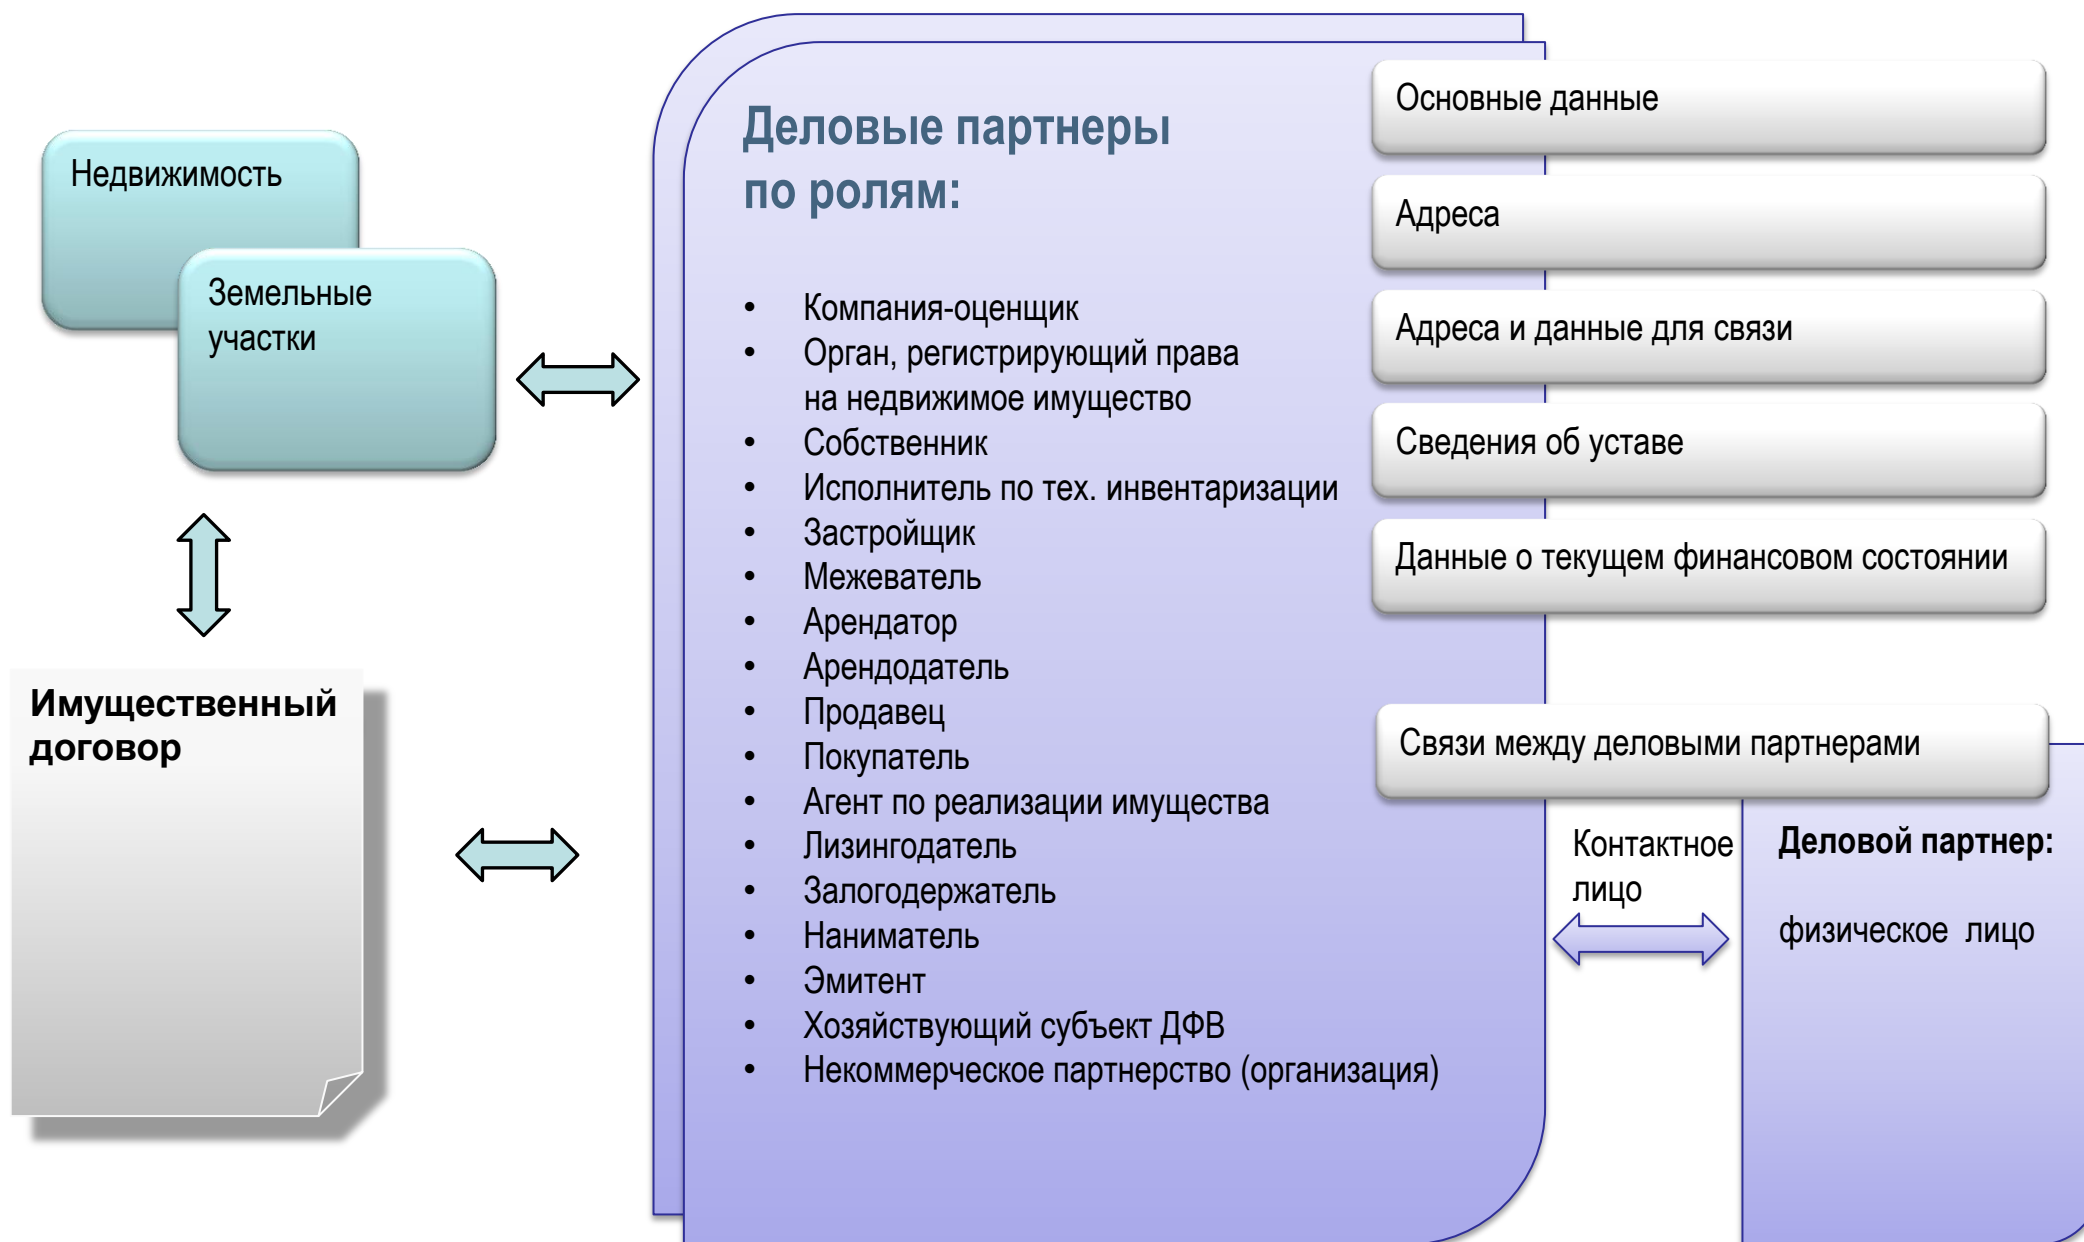 Недвижимость
Земельные
участки
Имущественный
договор
Деловые партнеры
по ролям:
• Компания-оценщик
• Орган, регистрирующий права
на недвижимое имущество
• Собственник
• Исполнитель по тех. инвентаризации
• Застройщик
• Межеватель
• Арендатор
• Арендодатель
• Продавец
• Покупатель
• Агент по реализации имущества
• Лизингодатель
• Залогодержатель
• Наниматель
• Эмитент
• Хозяйствующий субъект ДФВ
• Некоммерческое партнерство (организация)
Основные данные
Адреса
Адреса и данные для связи
Сведения об уставе
Данные о текущем финансовом состоянии
Связи между деловыми партнерами
Контактное
лицо
Деловой партнер:
физическое лицо